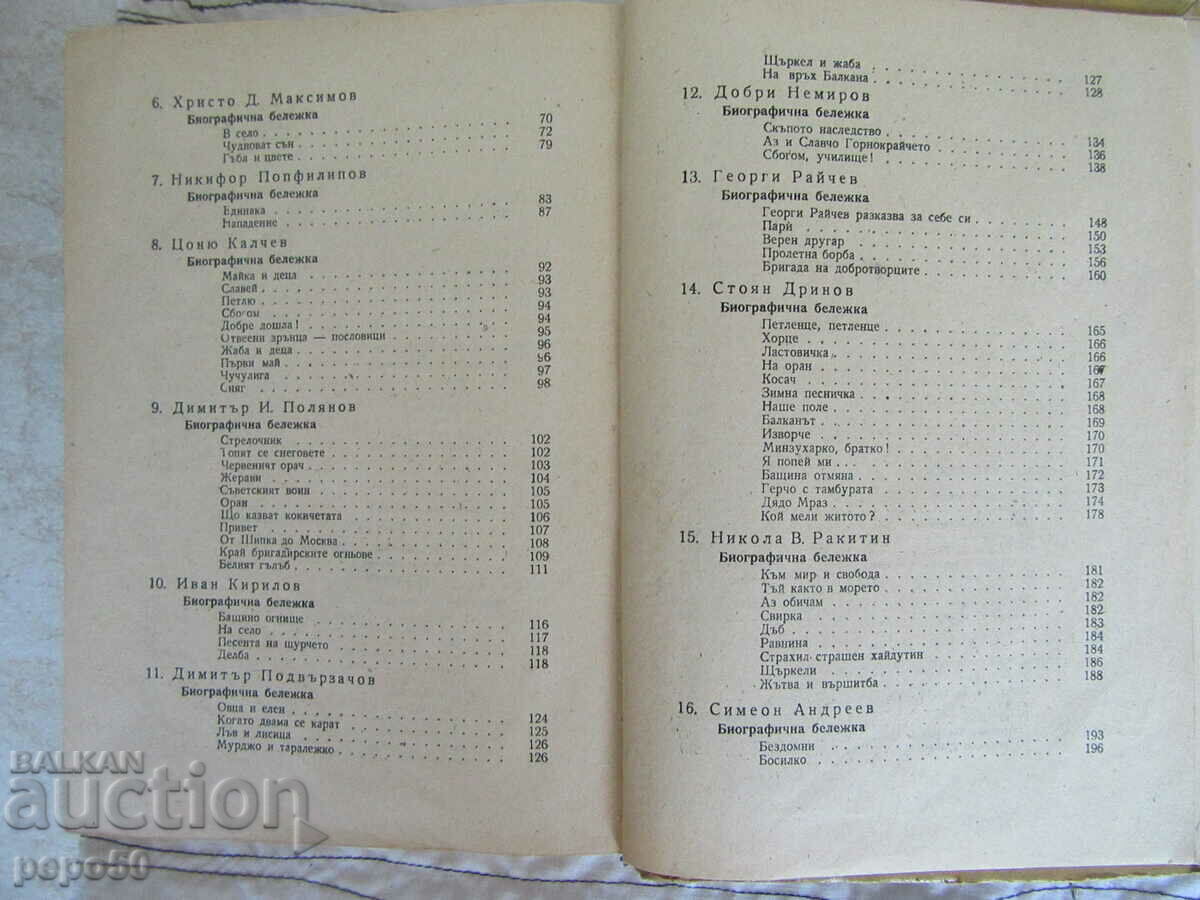 6. Христо Д. Максимов
Биографична бележка
В село . . . 70
Чудноват сън . . . 72
Гъба и цвете . . . 79
7. Никифор Попфилипов
Биографична бележка
Единака . . . 83
Нападение . . . 87
8. Цоню Калчев
Биографична бележка
Майка и деца . . . 92
Славей . . . 93
Петлю . . . 93
Сбогом . . . 94
Добре дошла! . . . 94
Отвеени зрънца — пословици . . . 95
Жаба и деца . . . 96
Първи май . . . 96
Чучулига . . . 97
Сняг . . . 98
9. Димитър И. Полянов
Биографична бележка
Стрелочник . . . 102
Топят се снеговете . . . 102
Червеният орач . . . 103
Жерави . . . 104
Съветският воин . . . 105
Оран . . . 105
Що казват кокичетата . . . 106
Привет . . . 107
От Шипка до Москва . . . 108
Край бригадирските огньове . . . 109
Белият гълъб . . . 111
10. Иван Кирилов
Биографична бележка
Бащино огнище . . . 116
На село . . . 117
Песента на щурчето . . . 118
Делба . . . 118
11. Димитър Подвързачов
Биографична бележка
Овца и елен . . . 124
Когато двама се карат . . . 125
Лъв и лисица . . . 126
Мурджо и таралежко . . . 126
Щъркел и жаба . . . 127
На връх Балкана . . . 128
12. Добри Немиров
Биографична бележка
Скъпото наследство . . . 134
Аз и Славчо Горнокрайчето . . . 136
Сбогом, училище! . . . 138
13. Георги Райчев
Биографична бележка
Георги Райчев разказва за себе си . . . 148
Пари . . . 150
Верен другар . . . 153
Пролетна борба . . . 156
Бригада на добротворците . . . 160
14. Стоян Дринов
Биографична бележка
Петленце, петленце . . . 165
Хорце . . . 166
Ластовичка . . . 166
На оран . . . 167
Косач . . . 167
Зимна песничка . . . 168
Наше поле . . . 168
Балканът . . . 169
Изворче . . . 170
Минзухарко, братко! . . . 170
Я попей ми . . . 171
Бащина отмяна . . . 172
Герчо с тамбурата . . . 173
Дядо Мраз . . . 174
Кой мели житото? . . . 178
15. Никола В. Ракитин
Биографична бележка
Към мир и свобода . . . 181
Тъй както в морето . . . 182
Аз обичам . . . 182
Свирка . . . 182
Дъб . . . 183
Равнина . . . 184
Страхил страшен хайдутин . . . 184
Щъркели . . . 186
Жътва и вършитба . . . 188
16. Симеон Андреев
Биографична бележка
Бездомни . . . 193
Босилко . . . 196
BALKAN
auction
pepo50